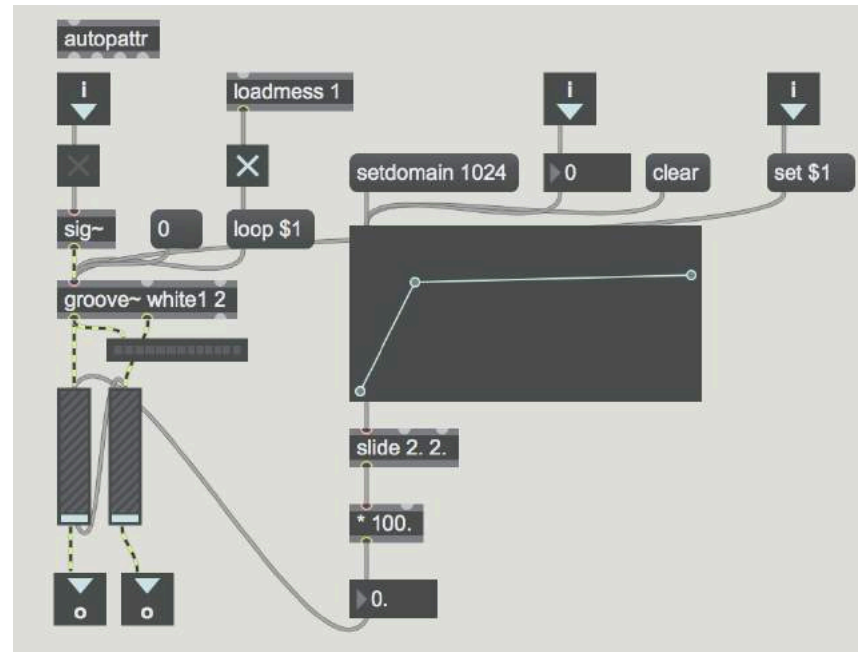 autopattr
i
loadmess 1
i
i
setdomain 1024
0
clear
set $1
sig~
0
loop $1
groove~ white1 2
slide 2. 2.
* 100.
0.
o
o